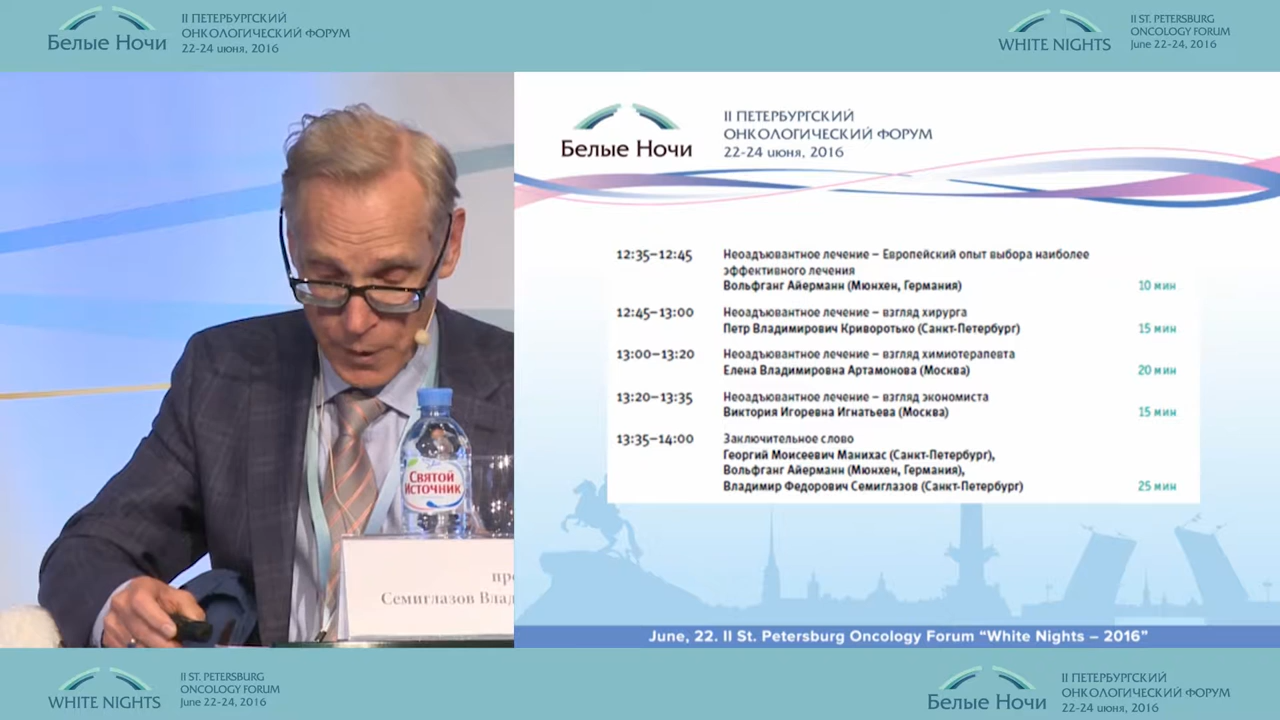 Белые Ночи
II ПЕТЕРБУРГСКИЙ
ОНКОЛОГИЧЕСКИЙ ФОРУМ
22-24 июня, 2016
WHITE NIGHTS
II ST. PETERSBURG
ONCOLOGY FORUM
June 22-24, 2016
Белые Ночи
II ПЕТЕРБУРГСКИЙ
ОНКОЛОГИЧЕСКИЙ ФОРУМ
22-24 июня, 2016
12:35–12:45 Неоадъювантное лечение – Европейский опыт выбора наиболее
эффективного лечения
Вольфганг Айерманн (Мюнхен, Германия) 10 мин
12:45–13:00 Неоадъювантное лечение – взгляд хирурга
Петр Владимирович Криворотько (Санкт-Петербург) 15 мин
13:00–13:20 Неоадъювантное лечение – взгляд химиотерапевта
Елена Владимировна Артамонова (Москва) 20 мин
13:20–13:35 Неоадъювантное лечение – взгляд экономиста
Виктория Игоревна Игнатьева (Москва) 15 мин
13:35–14:00 Заключительное слово
Георгий Моисеевич Манихас (Санкт-Петербург),
Вольфганг Айерманн (Мюнхен, Германия),
Владимир Федорович Семиглазов (Санкт-Петербург) 25 мин
СВЯТОЙ
ИСТОЧНИК
про
Семиглазов Влад
June, 22. II St. Petersburg Oncology Forum “White Nights – 2016”
WHITE NIGHTS
II ST. PETERSBURG
ONCOLOGY FORUM
June 22-24, 2016
Белые Ночи
II ПЕТЕРБУРГСКИЙ
ОНКОЛОГИЧЕСКИЙ ФОРУМ
22-24 июня, 2016